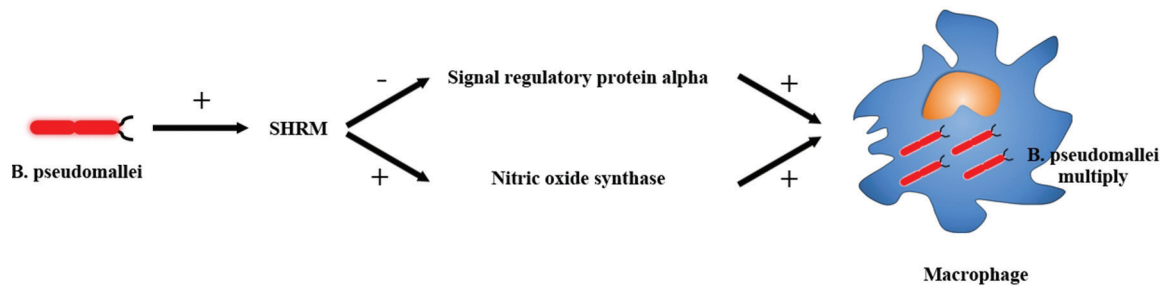 B. pseudomallei
+
SHRM
-
+
Signal regulatory protein alpha
Nitric oxide synthase
+
+
B. pseudomallei
multiply
Macrophage